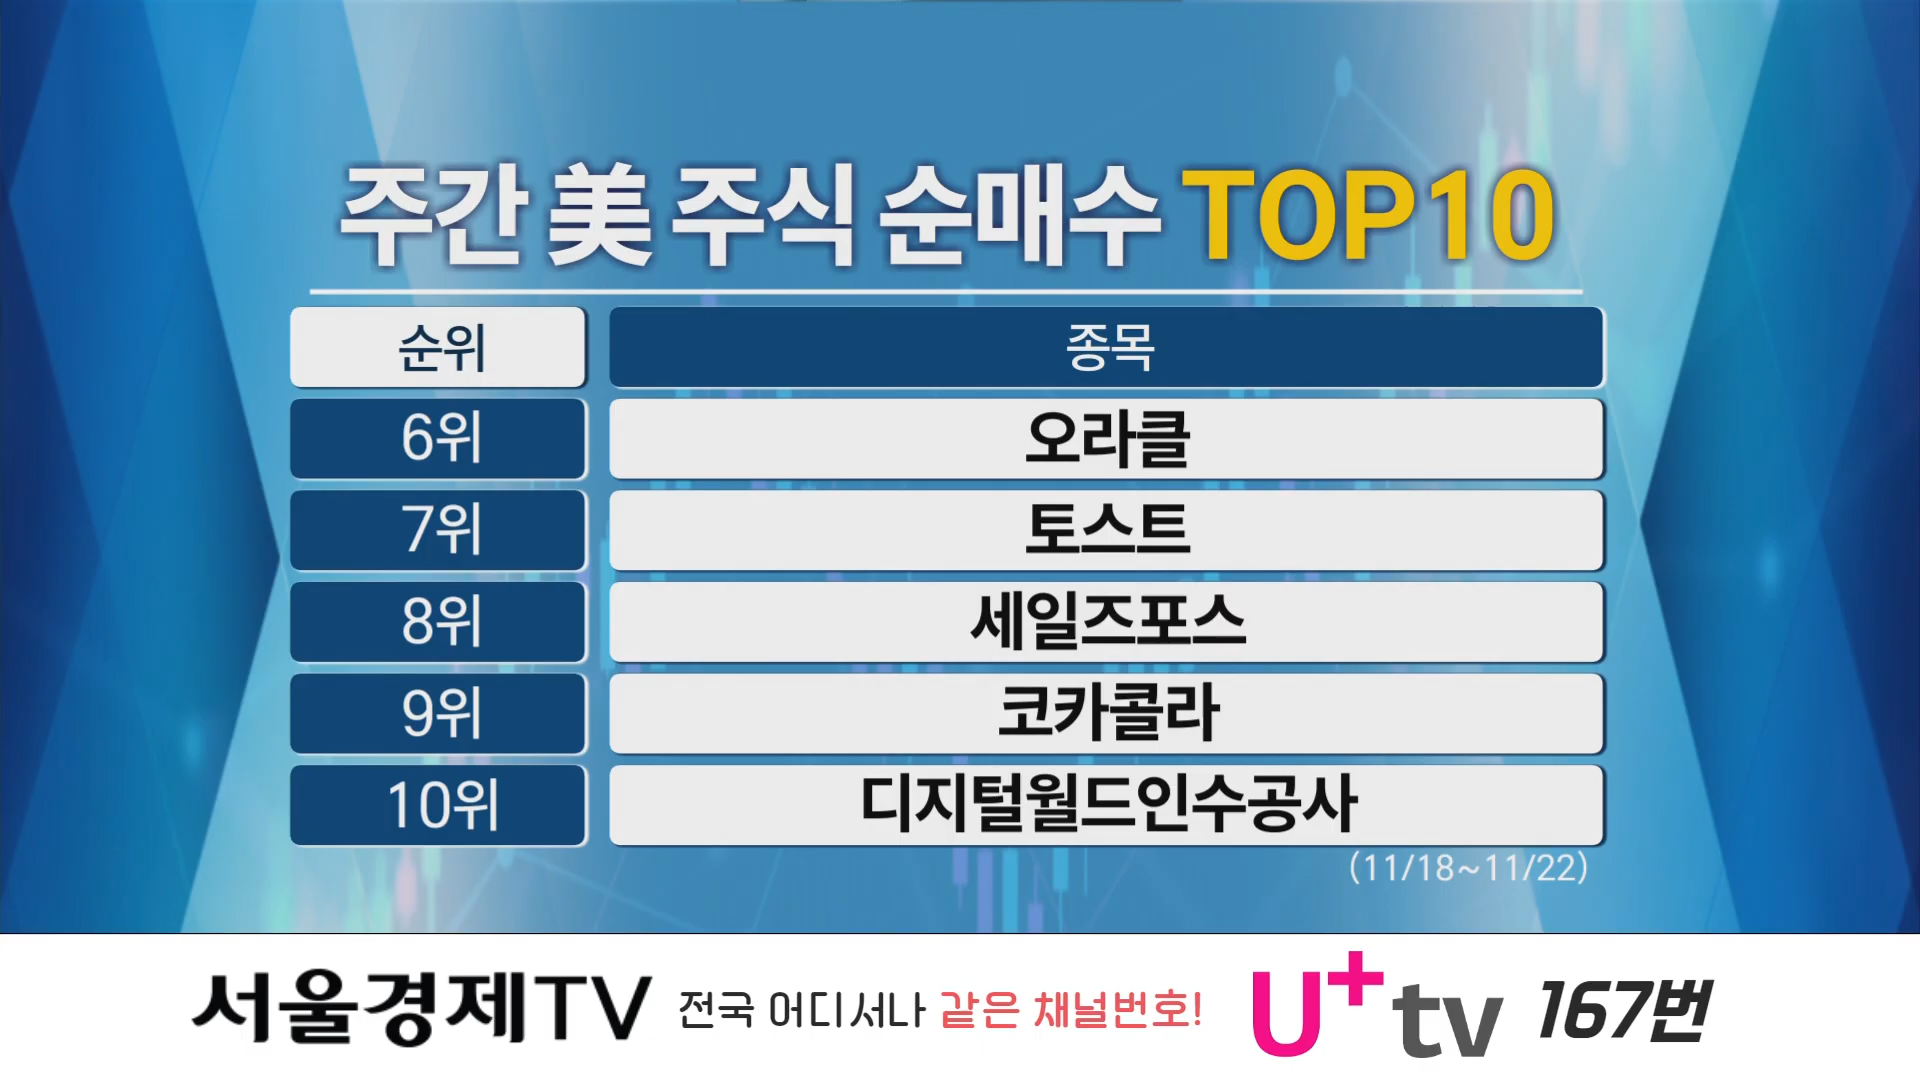 주간 美 주식 순매수 TOP10
순위 종목
6위 오라클
7위 토스트
8위 세일즈포스
9위 코카콜라
10위 디지털월드인수공사
(11/18~11/22)
서울경제TV 전국 어디서나 같은 채널번호! U+tv 167번